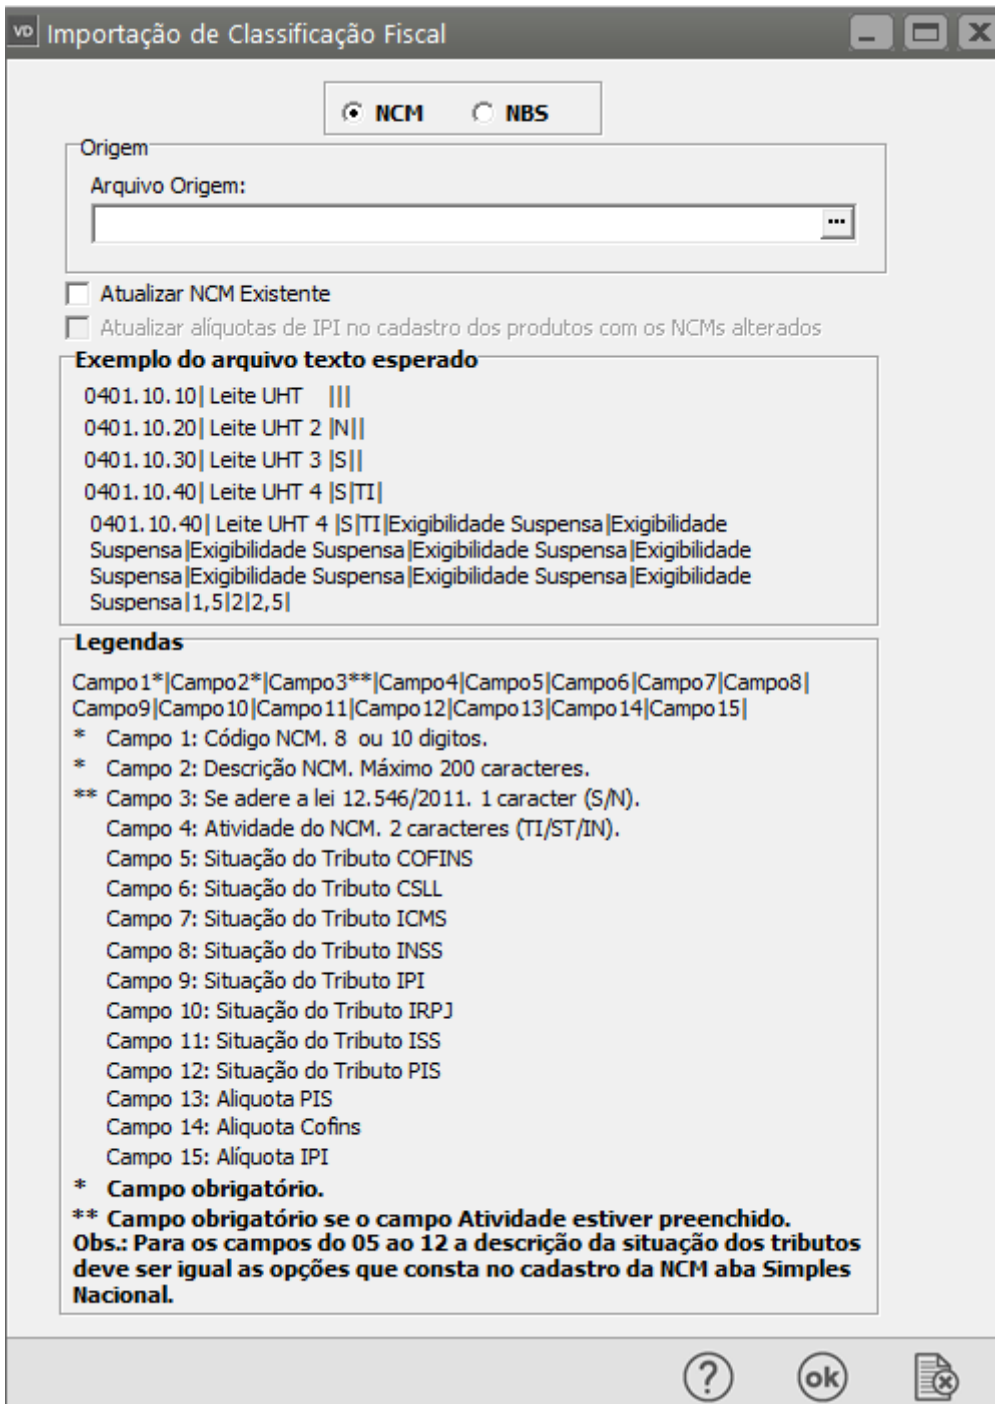 VD Importação de Classificação Fiscal
NCM NBS
Origem
Arquivo Origem:
...
Atualizar NCM Existente
Atualizar alíquotas de IPI no cadastro dos produtos com os NCMs alterados
Exemplo do arquivo texto esperado
0401.10.10| Leite UHT |||
0401.10.20| Leite UHT 2 |N||
0401.10.30| Leite UHT 3 |S||
0401.10.40| Leite UHT 4 |S|TI|
0401.10.40| Leite UHT 4 |S|TI|Exigibilidade Suspensa|Exigibilidade
Suspensa|Exigibilidade Suspensa|Exigibilidade Suspensa|Exigibilidade
Suspensa|Exigibilidade Suspensa|Exigibilidade Suspensa|Exigibilidade
Suspensa|1,5|2|2,5|
Legendas
Campo1*|Campo2*|Campo3**|Campo4|Campo5|Campo6|Campo7|Campo8|
Campo9|Campo10|Campo11|Campo12|Campo13|Campo14|Campo15|
* Campo 1: Código NCM. 8 ou 10 digitos.
* Campo 2: Descrição NCM. Máximo 200 caracteres.
** Campo 3: Se adere a lei 12.546/2011. 1 caracter (S/N).
Campo 4: Atividade do NCM. 2 caracteres (TI/ST/IN).
Campo 5: Situação do Tributo COFINS
Campo 6: Situação do Tributo CSLL
Campo 7: Situação do Tributo ICMS
Campo 8: Situação do Tributo INSS
Campo 9: Situação do Tributo IPI
Campo 10: Situação do Tributo IRPJ
Campo 11: Situação do Tributo ISS
Campo 12: Situação do Tributo PIS
Campo 13: Aliquota PIS
Campo 14: Aliquota Cofins
Campo 15: Alíquota IPI
* Campo obrigatório.
** Campo obrigatório se o campo Atividade estiver preenchido.
Obs.: Para os campos do 05 ao 12 a descrição da situação dos tributos
deve ser igual as opções que consta no cadastro da NCM aba Simples
Nacional.
? ok